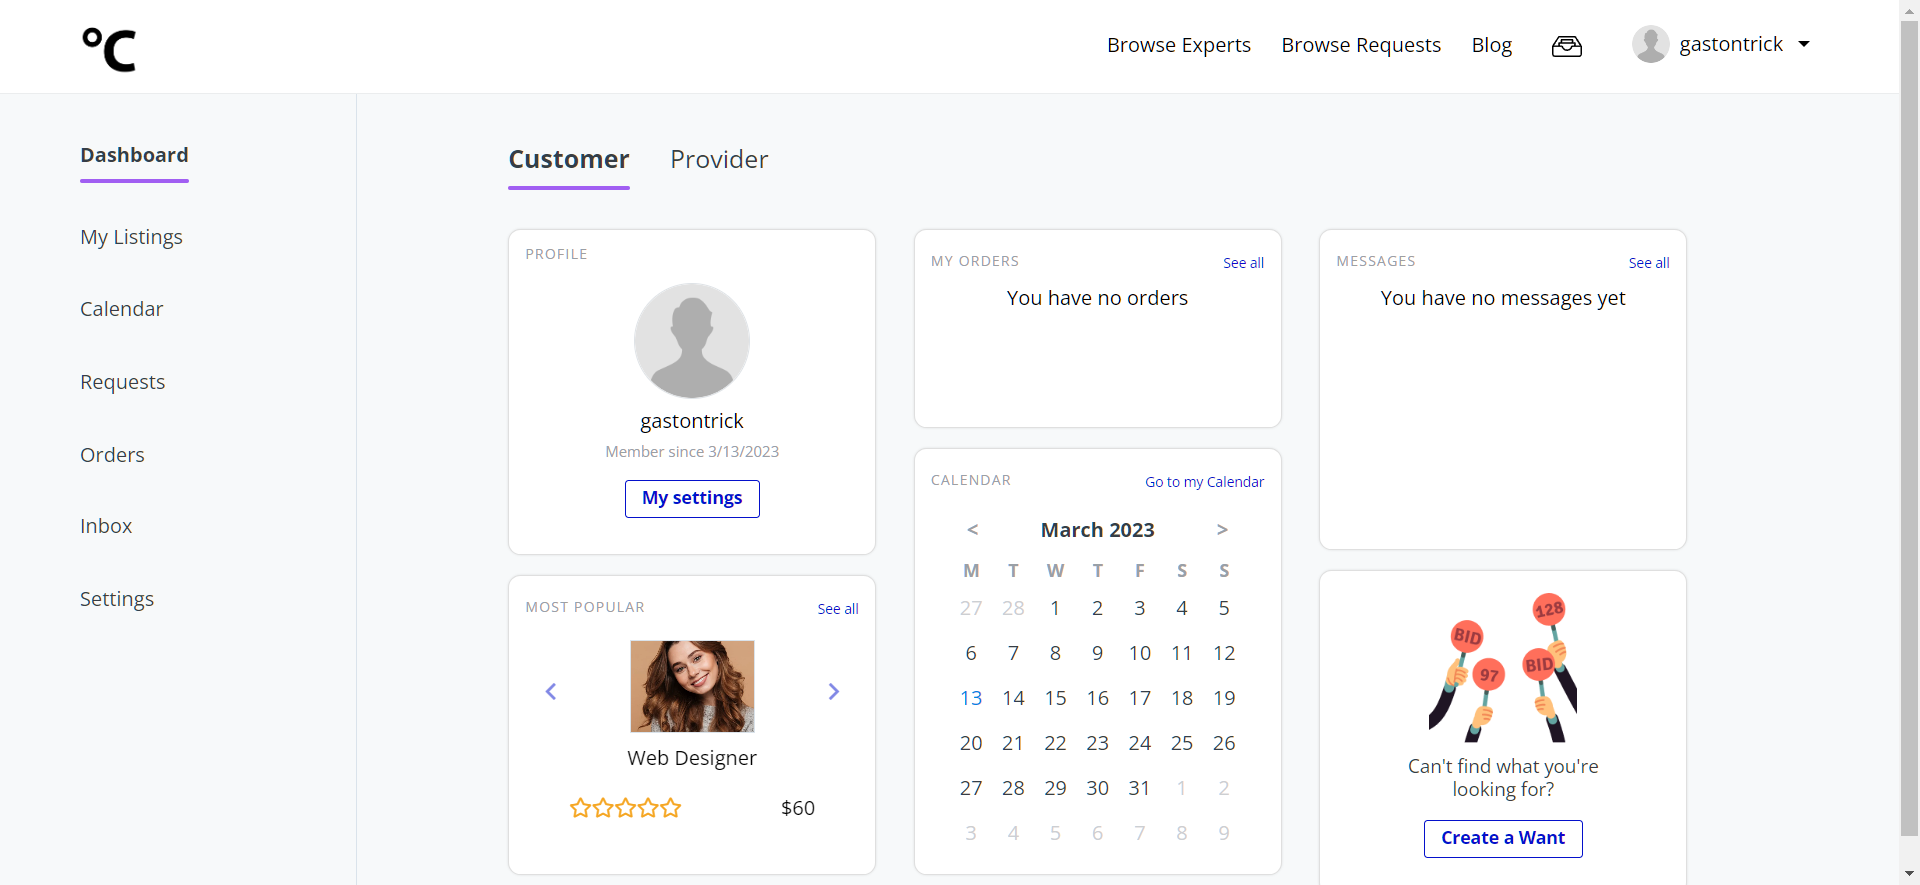 °C
Browse Experts
Browse Requests
Blog
gastontrick
Dashboard
My Listings
Calendar
Requests
Orders
Inbox
Settings
Customer
Provider
PROFILE
gastontrick
Member since 3/13/2023
My settings
MOST POPULAR
See all
Web Designer
$60
MY ORDERS
See all
You have no orders
CALENDAR
Go to my Calendar
< March 2023 >
M T W T F S S
27 28 1 2 3 4 5
6 7 8 9 10 11 12
13 14 15 16 17 18 19
20 21 22 23 24 25 26
27 28 29 30 31 1 2
3 4 5 6 7 8 9
MESSAGES
See all
You have no messages yet
128
BID
BID
97
Can't find what you're
looking for?
Create a Want